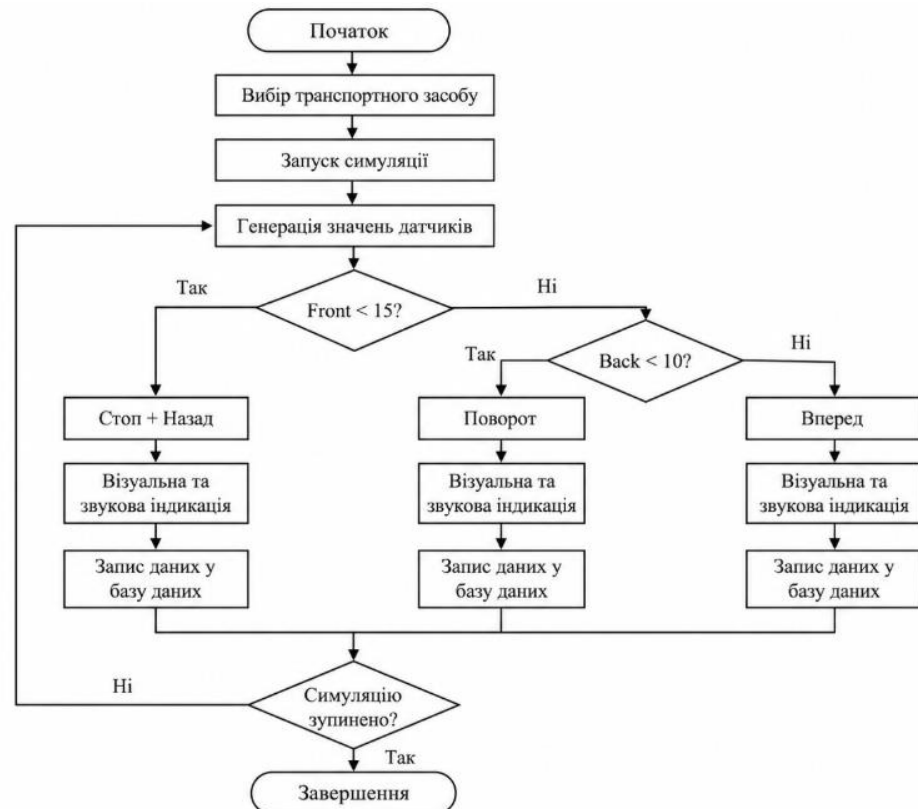 Початок
Вибір транспортного засобу
Запуск симуляції
Генерація значень датчиків
Так
Front < 15?
Ні
Так
Back < 10?
Ні
Стоп + Назад
Поворот
Вперед
Візуальна та
звукова індикація
Візуальна та
звукова індикація
Візуальна та
звукова індикація
Запис даних у
базу даних
Запис даних у
базу даних
Запис даних у
базу даних
Ні
Симуляцію
зупинено?
Так
Завершення